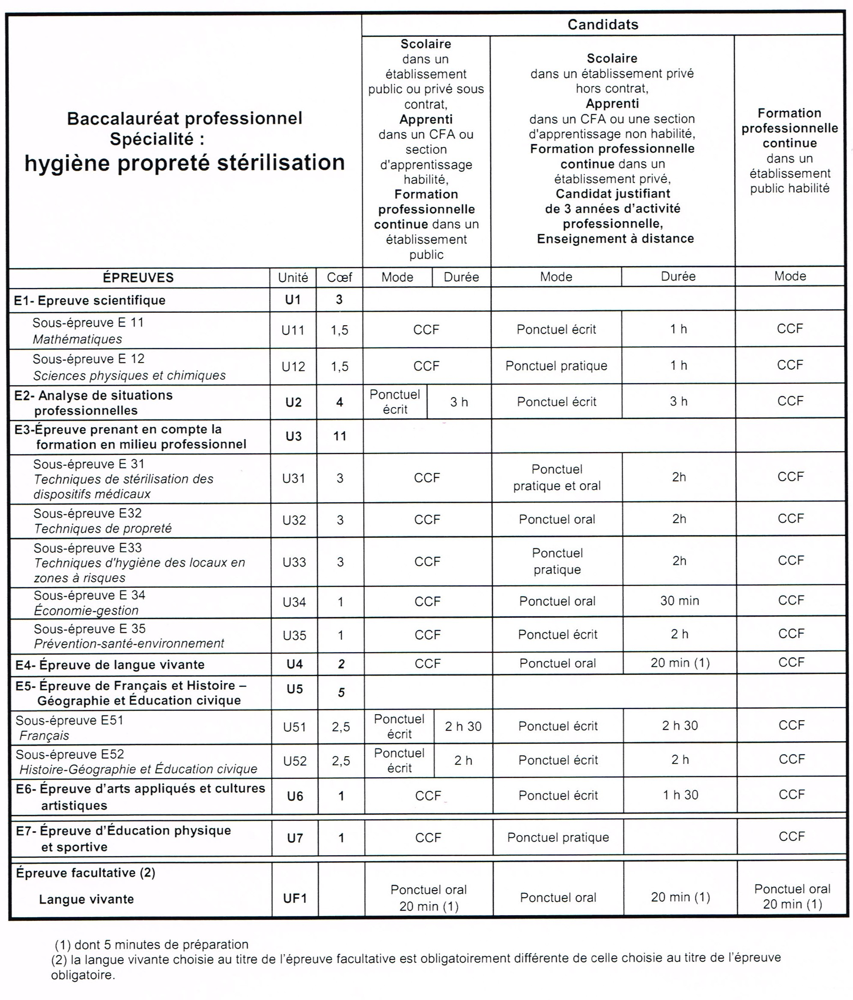 Candidats
Baccalauréat professionnel
Spécialité :
hygiène propreté stérilisation
Scolaire
dans un
établissement
public ou privé sous
contrat,
Apprenti
dans un CFA ou
section
d'apprentissage
habilité,
Formation
professionnelle
continue dans un
établissement
public
Scolaire
dans un établissement privé
hors contrat,
Apprenti
dans un CFA ou une section
d'apprentissage non habilité,
Formation professionnelle
continue dans un
établissement privé,
Candidat justifiant
de 3 années d’activité
professionnelle,
Enseignement à distance
Formation
professionnelle
continue
dans un
établissement
public habilité
ÉPREUVES Unité Cœf Mode Durée Mode Durée Mode
E1- Epreuve scientifique U1 3
Sous-épreuve E 11
Mathématiques
U11 1,5 CCF Ponctuel écrit 1 h CCF
Sous-épreuve E 12
Sciences physiques et chimiques
U12 1,5 CCF Ponctuel pratique 1 h CCF
E2- Analyse de situations
professionnelles
U2 4
Ponctuel
écrit
3 h Ponctuel écrit 3 h CCF
E3-Épreuve prenant en compte la
formation en milieu professionnel
U3 11
Sous-épreuve E 31
Techniques de stérilisation des
dispositifs médicaux
U31 3 CCF
Ponctuel
pratique et oral
2h CCF
Sous-épreuve E32
Techniques de propreté
U32 3 CCF Ponctuel oral 2h CCF
Sous-épreuve E33
Techniques d'hygiène des locaux en
zones à risques
U33 3 CCF
Ponctuel
pratique
2h CCF
Sous-épreuve E 34
Économie-gestion
U34 1 CCF Ponctuel oral 30 min CCF
Sous-épreuve E 35
Prévention-santé-environnement
U35 1 CCF Ponctuel écrit 2 h CCF
E4- Épreuve de langue vivante U4 2 CCF Ponctuel oral 20 min (1) CCF
E5- Épreuve de Français et Histoire –
Géographie et Éducation civique
U5 5
Sous-épreuve E51
Français
U51 2,5
Ponctuel
écrit
2 h 30 Ponctuel écrit 2 h 30 CCF
Sous-épreuve E52
Histoire-Géographie et Éducation civique
U52 2,5
Ponctuel
écrit
2 h Ponctuel écrit 2 h CCF
E6- Épreuve d’arts appliqués et cultures
artistiques
U6 1 CCF Ponctuel écrit 1 h 30 CCF
E7- Épreuve d’Éducation physique
et sportive
U7 1 CCF Ponctuel pratique CCF
Épreuve facultative (2)
Langue vivante UF1
Ponctuel oral
20 min (1)
Ponctuel oral 20 min (1)
Ponctuel oral
20 min (1)
(1) dont 5 minutes de préparation
(2) la langue vivante choisie au titre de l’épreuve facultative est obligatoirement différente de celle choisie au titre de l’épreuve
obligatoire.